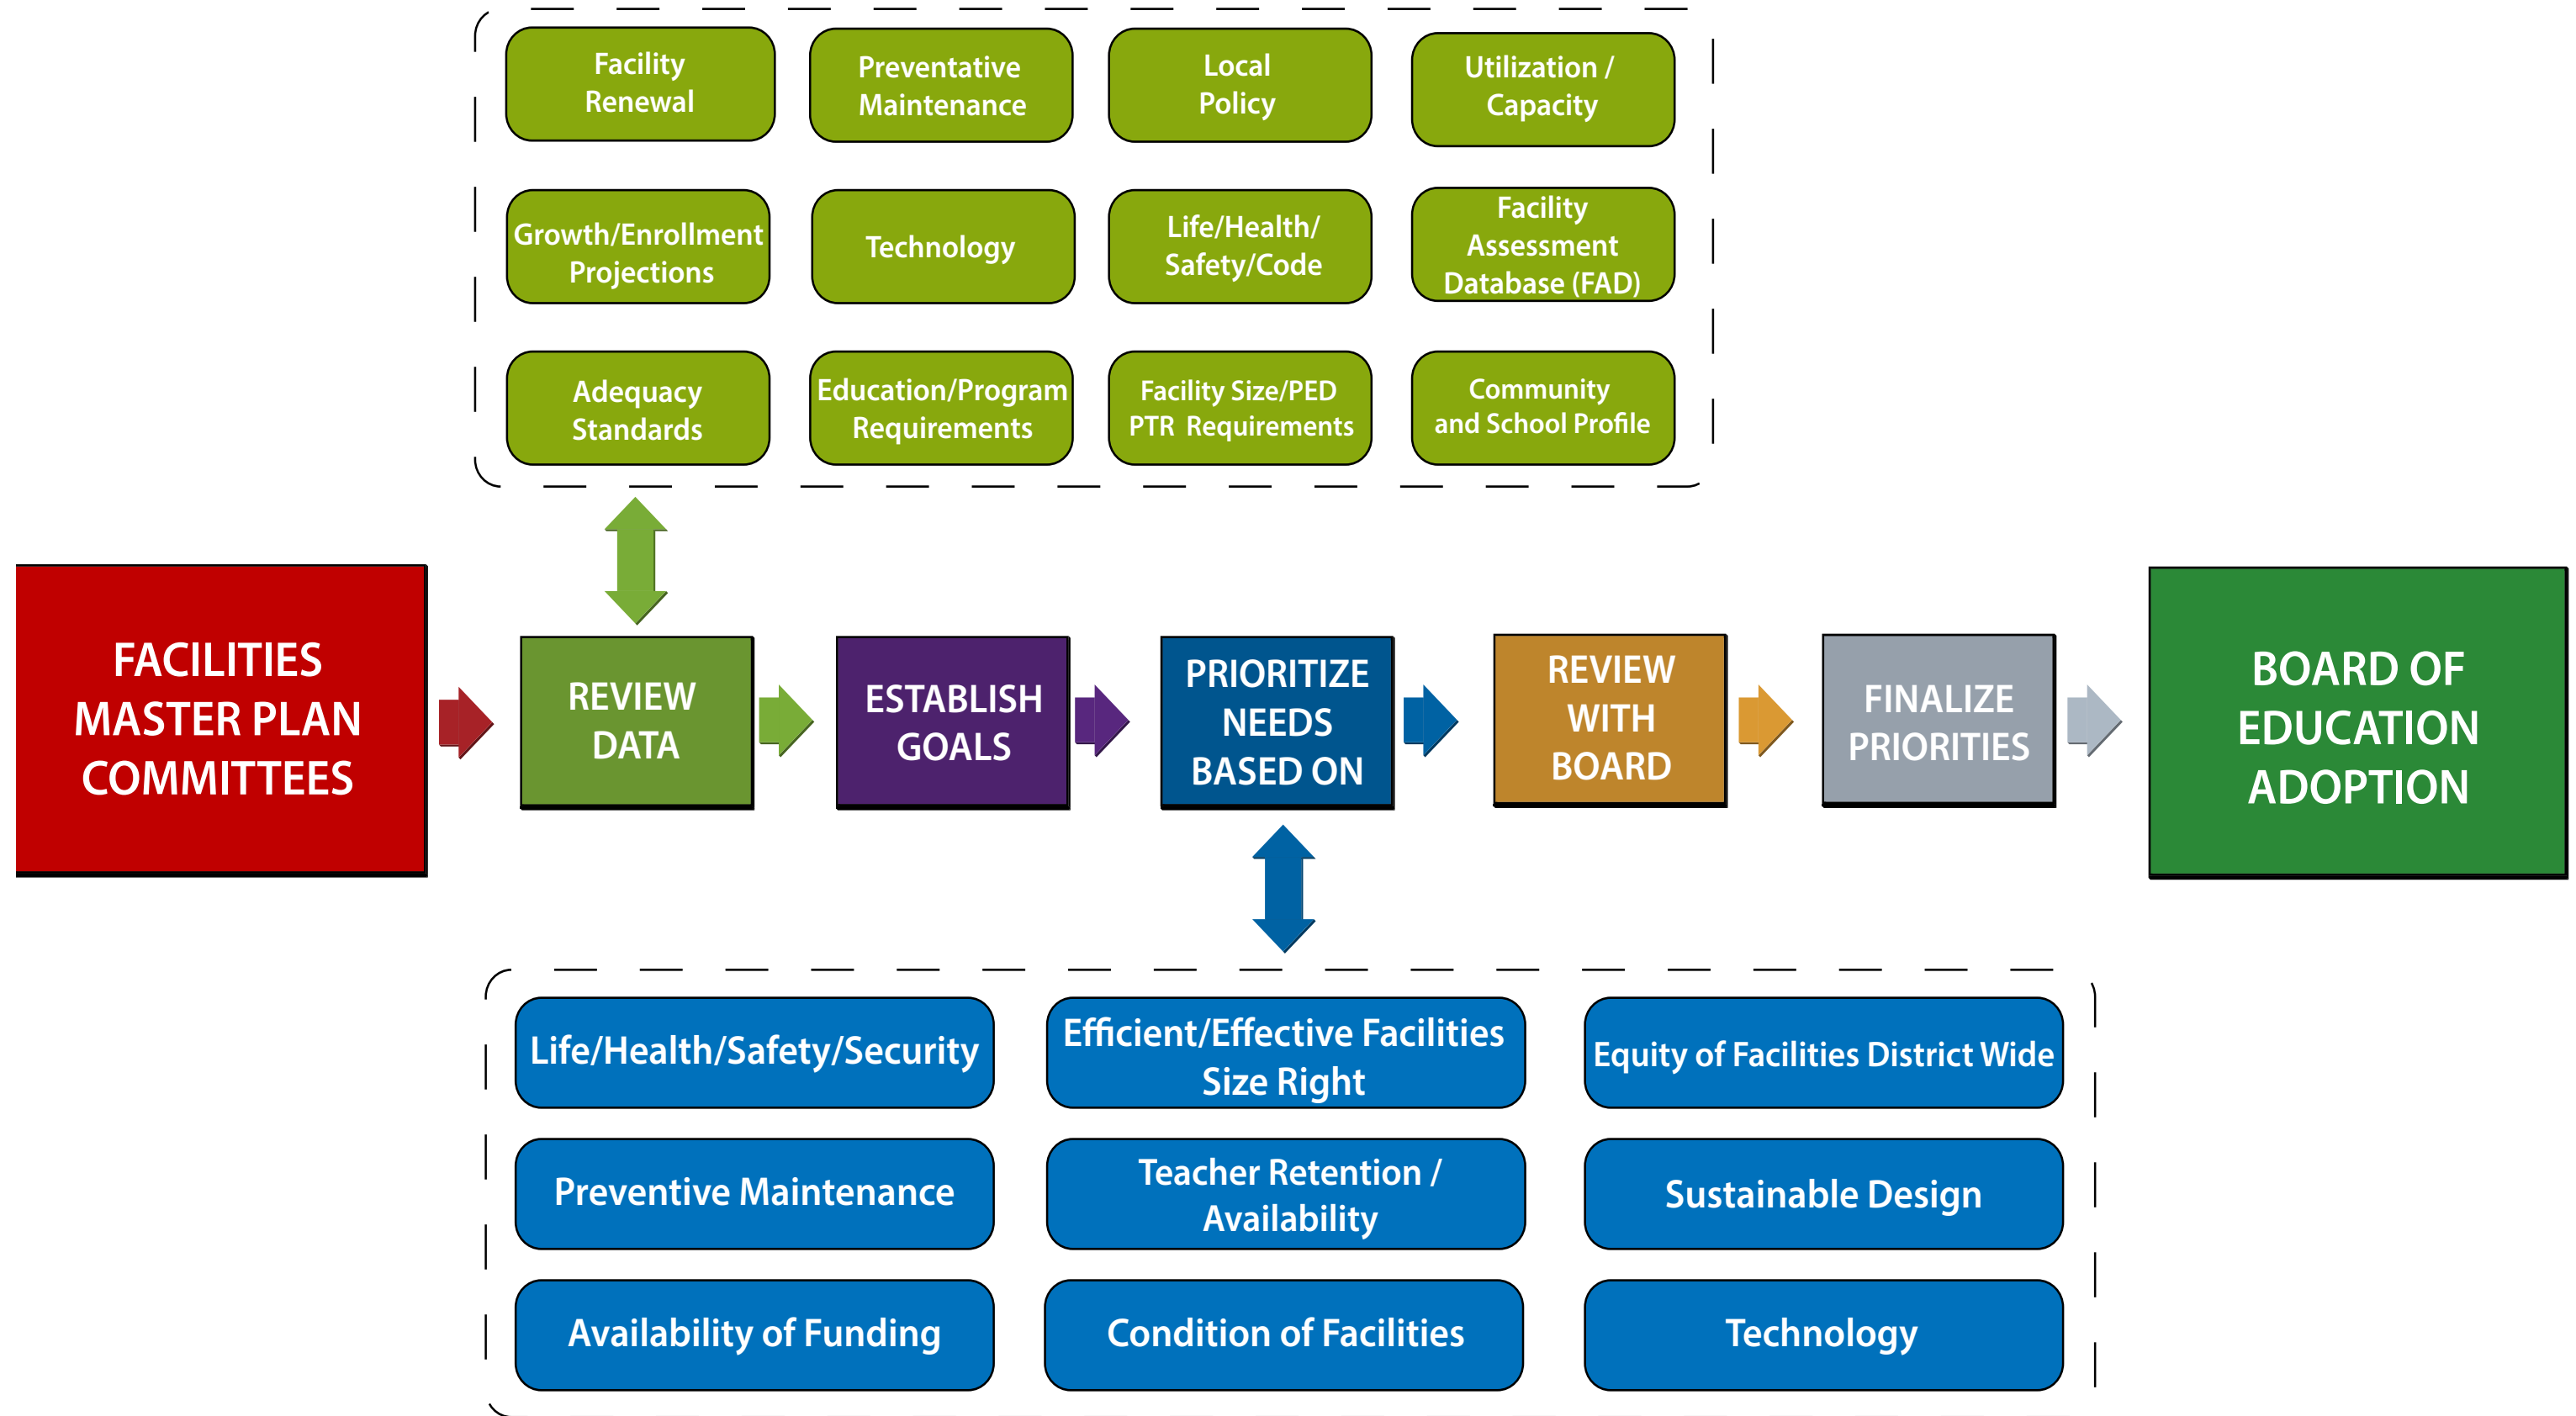 Facility
Renewal
Preventative
Maintenance
Local
Policy
Utilization /
Capacity
Growth/Enrollment
Projections
Technology
Life/Health/
Safety/Code
Facility
Assessment
Database (FAD)
Adequacy
Standards
Education/Program
Requirements
Facility Size/PED
PTR Requirements
Community
and School Profile
FACILITIES
MASTER PLAN
COMMITTEES
REVIEW
DATA
ESTABLISH
GOALS
PRIORITIZE
NEEDS
BASED ON
REVIEW
WITH
BOARD
FINALIZE
PRIORITIES
BOARD OF
EDUCATION
ADOPTION
Life/Health/Safety/Security
Efficient/Effective Facilities
Size Right
Equity of Facilities District Wide
Preventive Maintenance
Teacher Retention /
Availability
Sustainable Design
Availability of Funding
Condition of Facilities
Technology